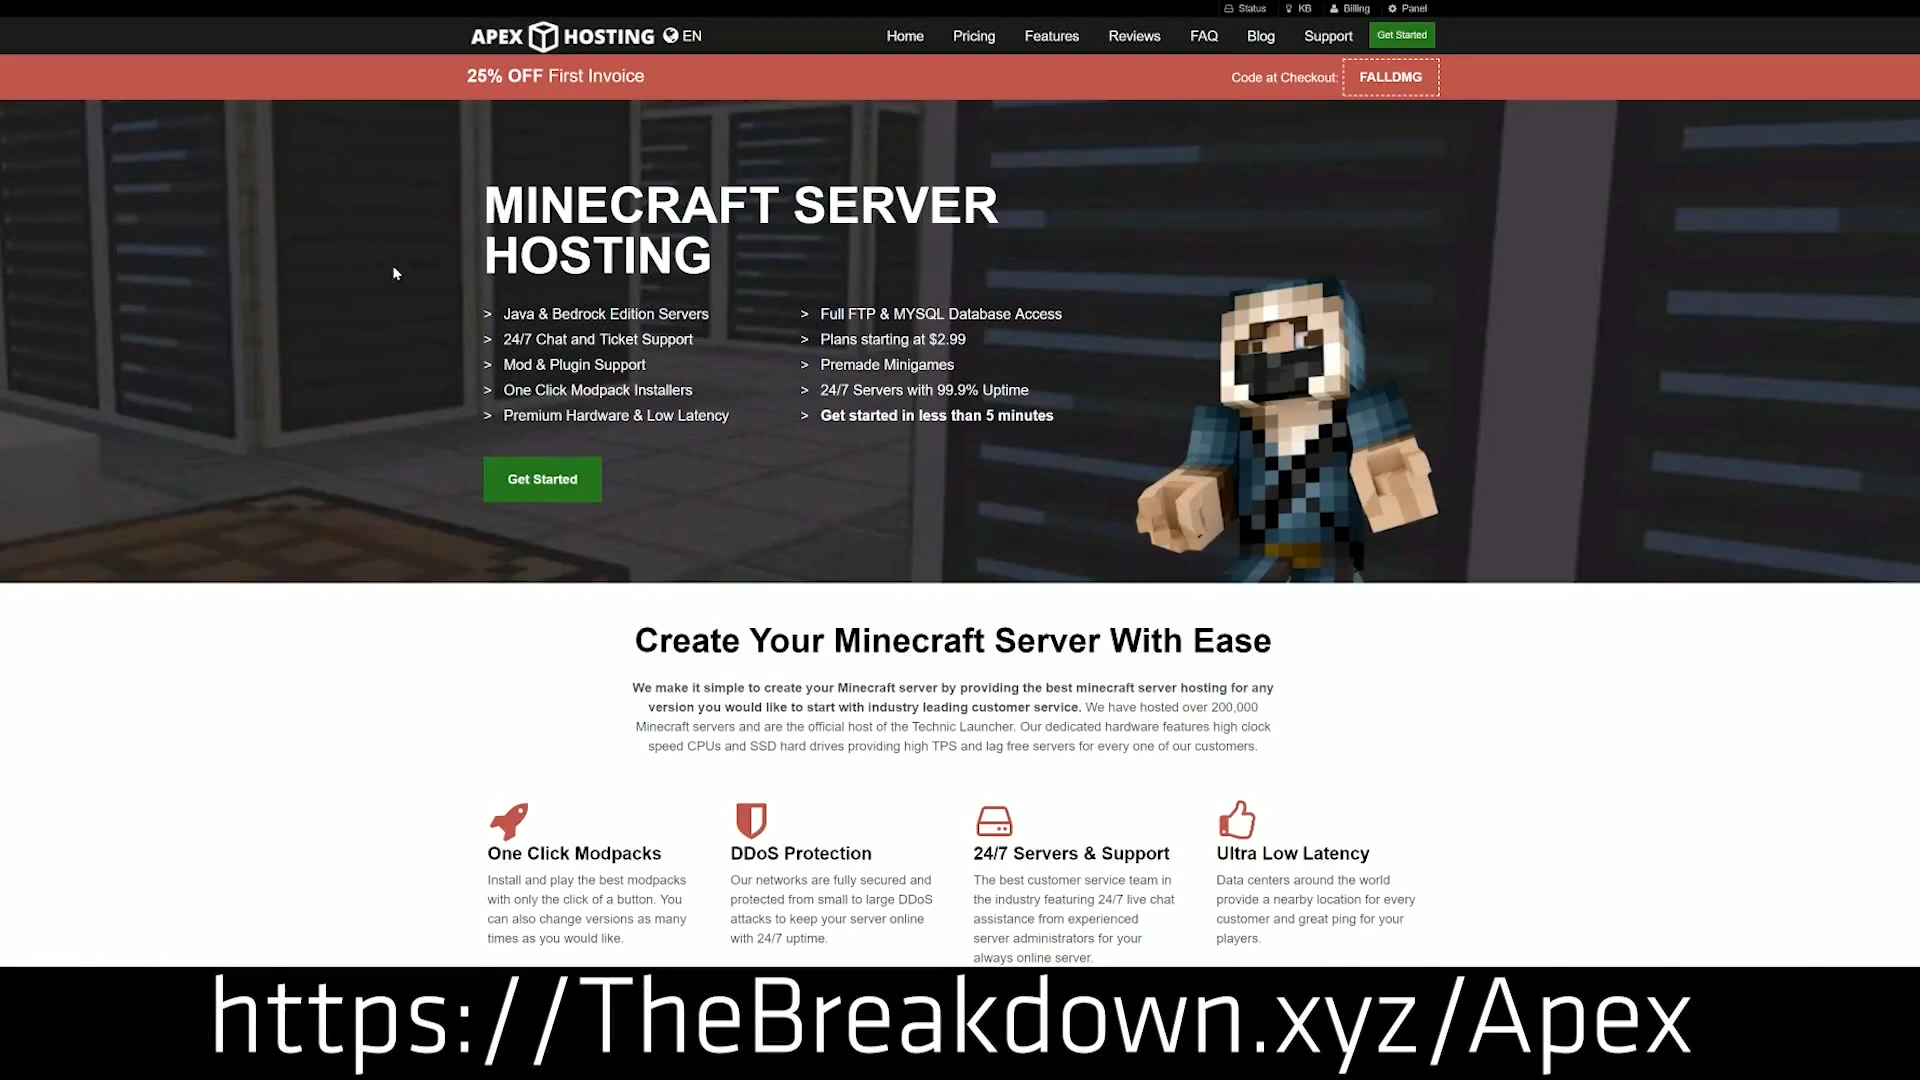 Status KB Billing Panel
APEX HOSTING EN Home Pricing Features Reviews FAQ Blog Support Get Started
25% OFF First Invoice Code at Checkout: FALLDMG
MINECRAFT SERVER
HOSTING
> Java & Bedrock Edition Servers
> 24/7 Chat and Ticket Support
> Mod & Plugin Support
> One Click Modpack Installers
> Premium Hardware & Low Latency
> Full FTP & MYSQL Database Access
> Plans starting at $2.99
> Premade Minigames
> 24/7 Servers with 99.9% Uptime
> Get started in less than 5 minutes
Get Started
Create Your Minecraft Server With Ease
We make it simple to create your Minecraft server by providing the best minecraft server hosting for any
version you would like to start with industry leading customer service. We have hosted over 200,000
Minecraft servers and are the official host of the Technic Launcher. Our dedicated hardware features high clock
speed CPUs and SSD hard drives providing high TPS and lag free servers for every one of our customers.
One Click Modpacks
Install and play the best modpacks
with only the click of a button. You
can also change versions as many
times as you would like.
DDoS Protection
Our networks are fully secured and
protected from small to large DDoS
attacks to keep your server online
with 24/7 uptime.
24/7 Servers & Support
The best customer service team in
the industry featuring 24/7 live chat
assistance from experienced
server administrators for your
always online server.
Ultra Low Latency
Data centers around the world
provide a nearby location for every
customer and great ping for your
players.
https://TheBreakdown.xyz/Apex